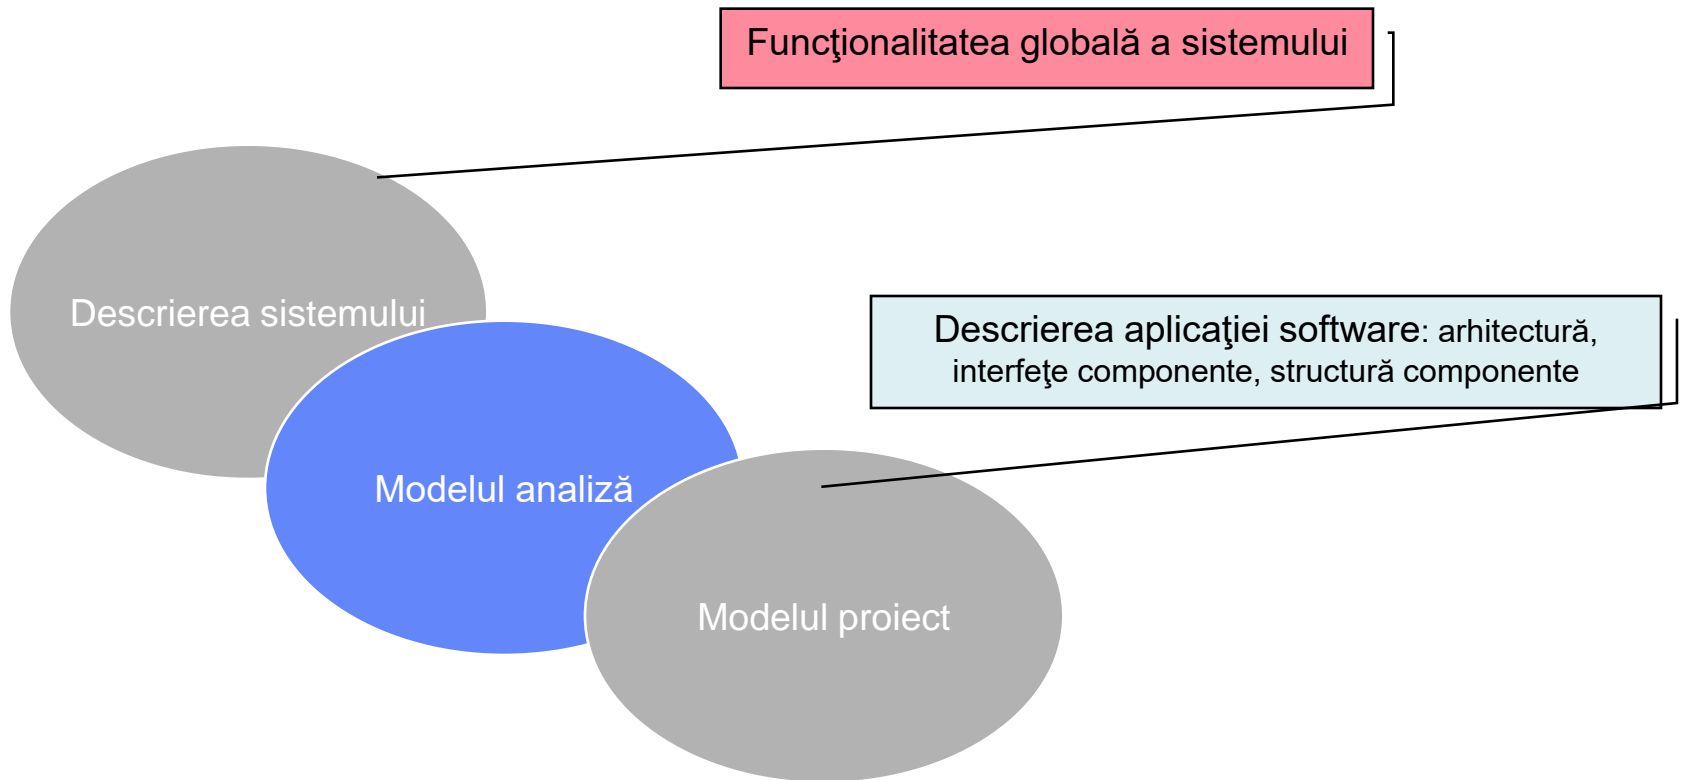 Funcţionalitatea globală a sistemului
Descrierea sistemului
Descrierea aplicaţiei software: arhitectură,
interfeţe componente, structură componente
Modelul analiză
Modelul proiect